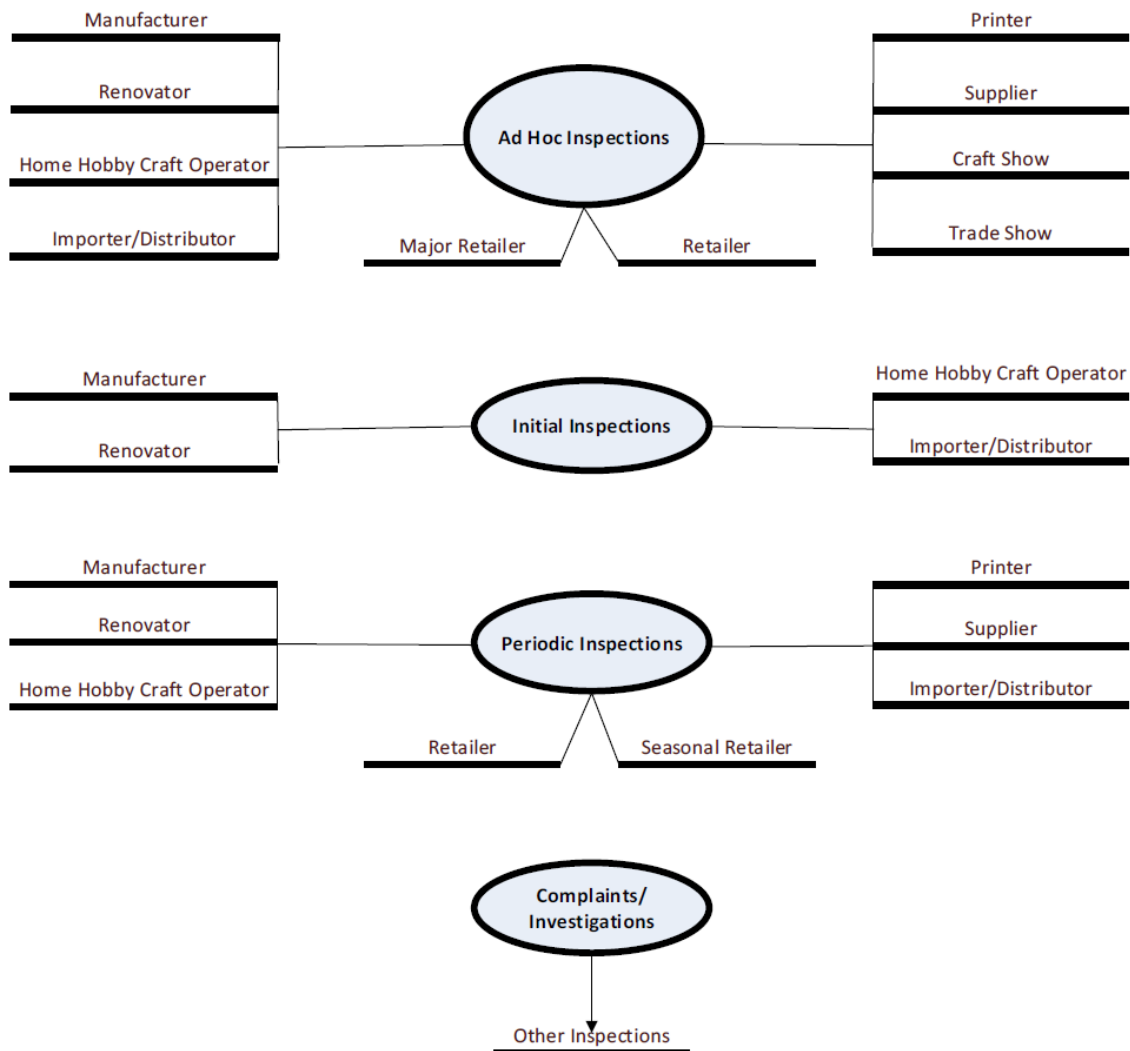 Manufacturer
Renovator
Home Hobby Craft Operator
Importer/Distributor
Ad Hoc Inspections
Major Retailer
Retailer
Printer
Supplier
Craft Show
Trade Show
Manufacturer
Renovator
Initial Inspections
Home Hobby Craft Operator
Importer/Distributor
Manufacturer
Renovator
Home Hobby Craft Operator
Periodic Inspections
Retailer
Seasonal Retailer
Printer
Supplier
Importer/Distributor
Complaints/
Investigations
Other Inspections